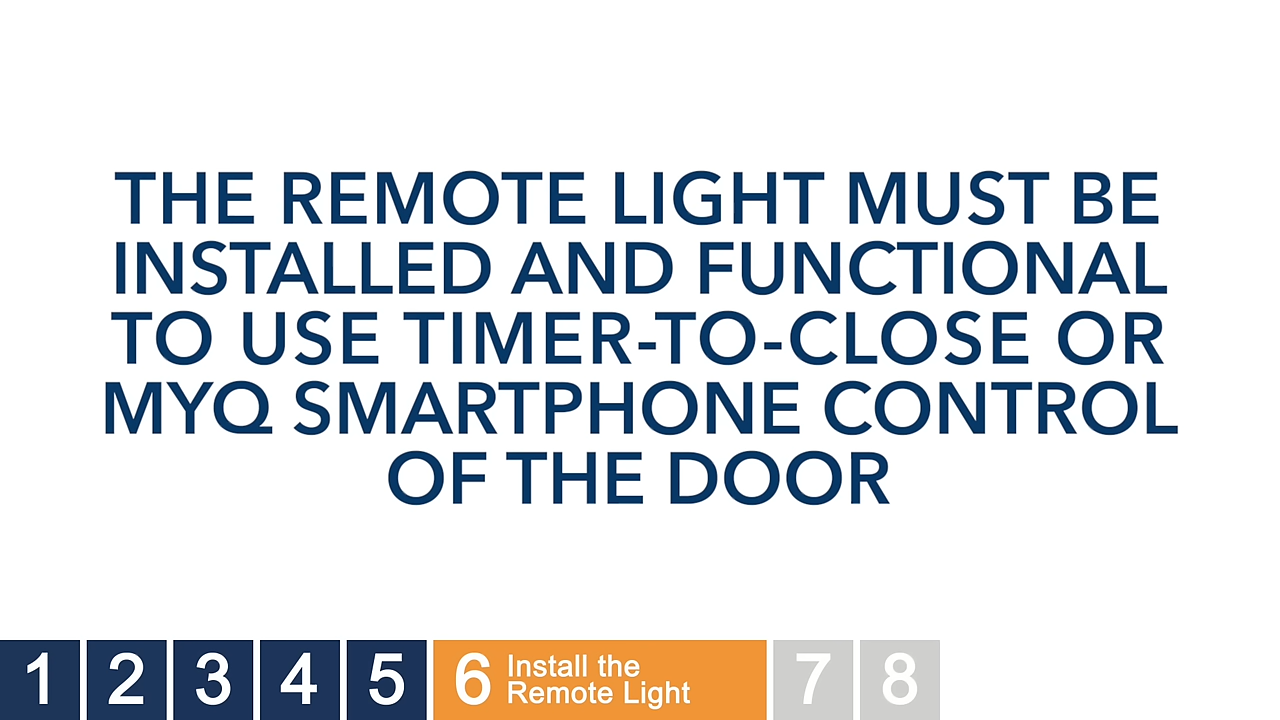 THE REMOTE LIGHT MUST BE
INSTALLED AND FUNCTIONAL
TO USE TIMER-TO-CLOSE OR
MYQ SMARTPHONE CONTROL
OF THE DOOR
1 2 3 4 5 6 Install the
Remote Light
7 8